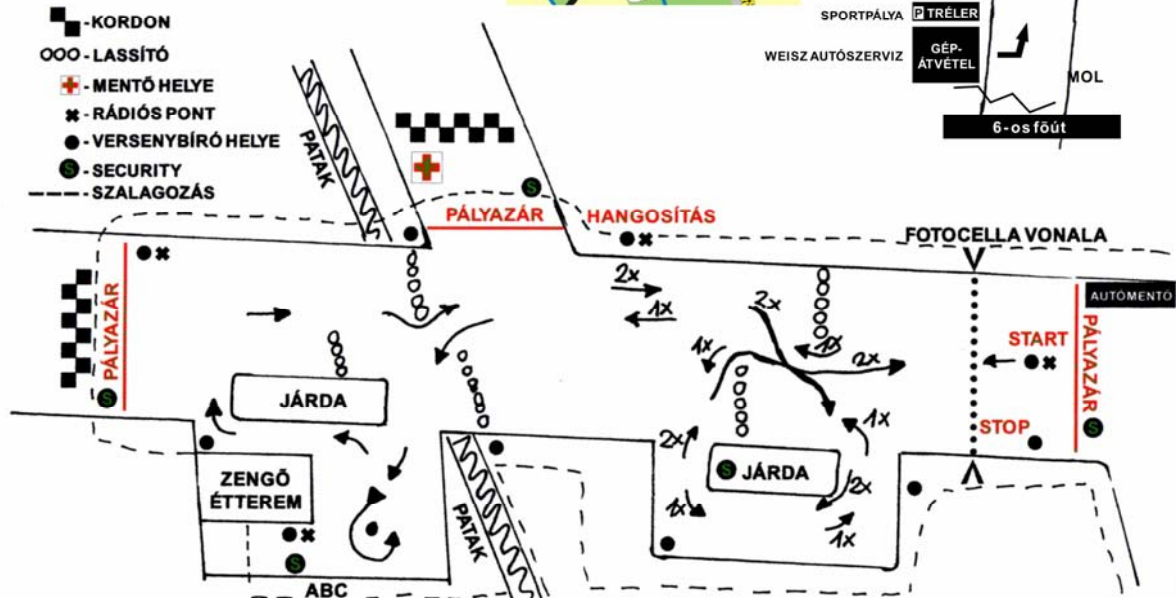 - KORDON
- LASSÍTÓ
- MENTŐ HELYE
- RÁDIÓS PONT
- VERSENYBÍRÓ HELYE
S - SECURITY
- SZALAGOZÁS
SPORTPÁLYA
P TRÉLER
WEISZ AUTÓSZERVIZ
GÉP-
ÁTVÉTEL
MOL
6-os főút
PATAK
S
PÁLYAZÁR
HANGOSÍTÁS
FOTOCELLA VONALA
AUTÓMENTŐ
PÁLYAZÁR
S
2x
1x
2x
1x
1x
2x
START
PÁLYAZÁR
STOP
S
JÁRDA
1x
2x
S JÁRDA
2x
1x
1x
ZENGŐ
ÉTTEREM
S
PATAK
ABC